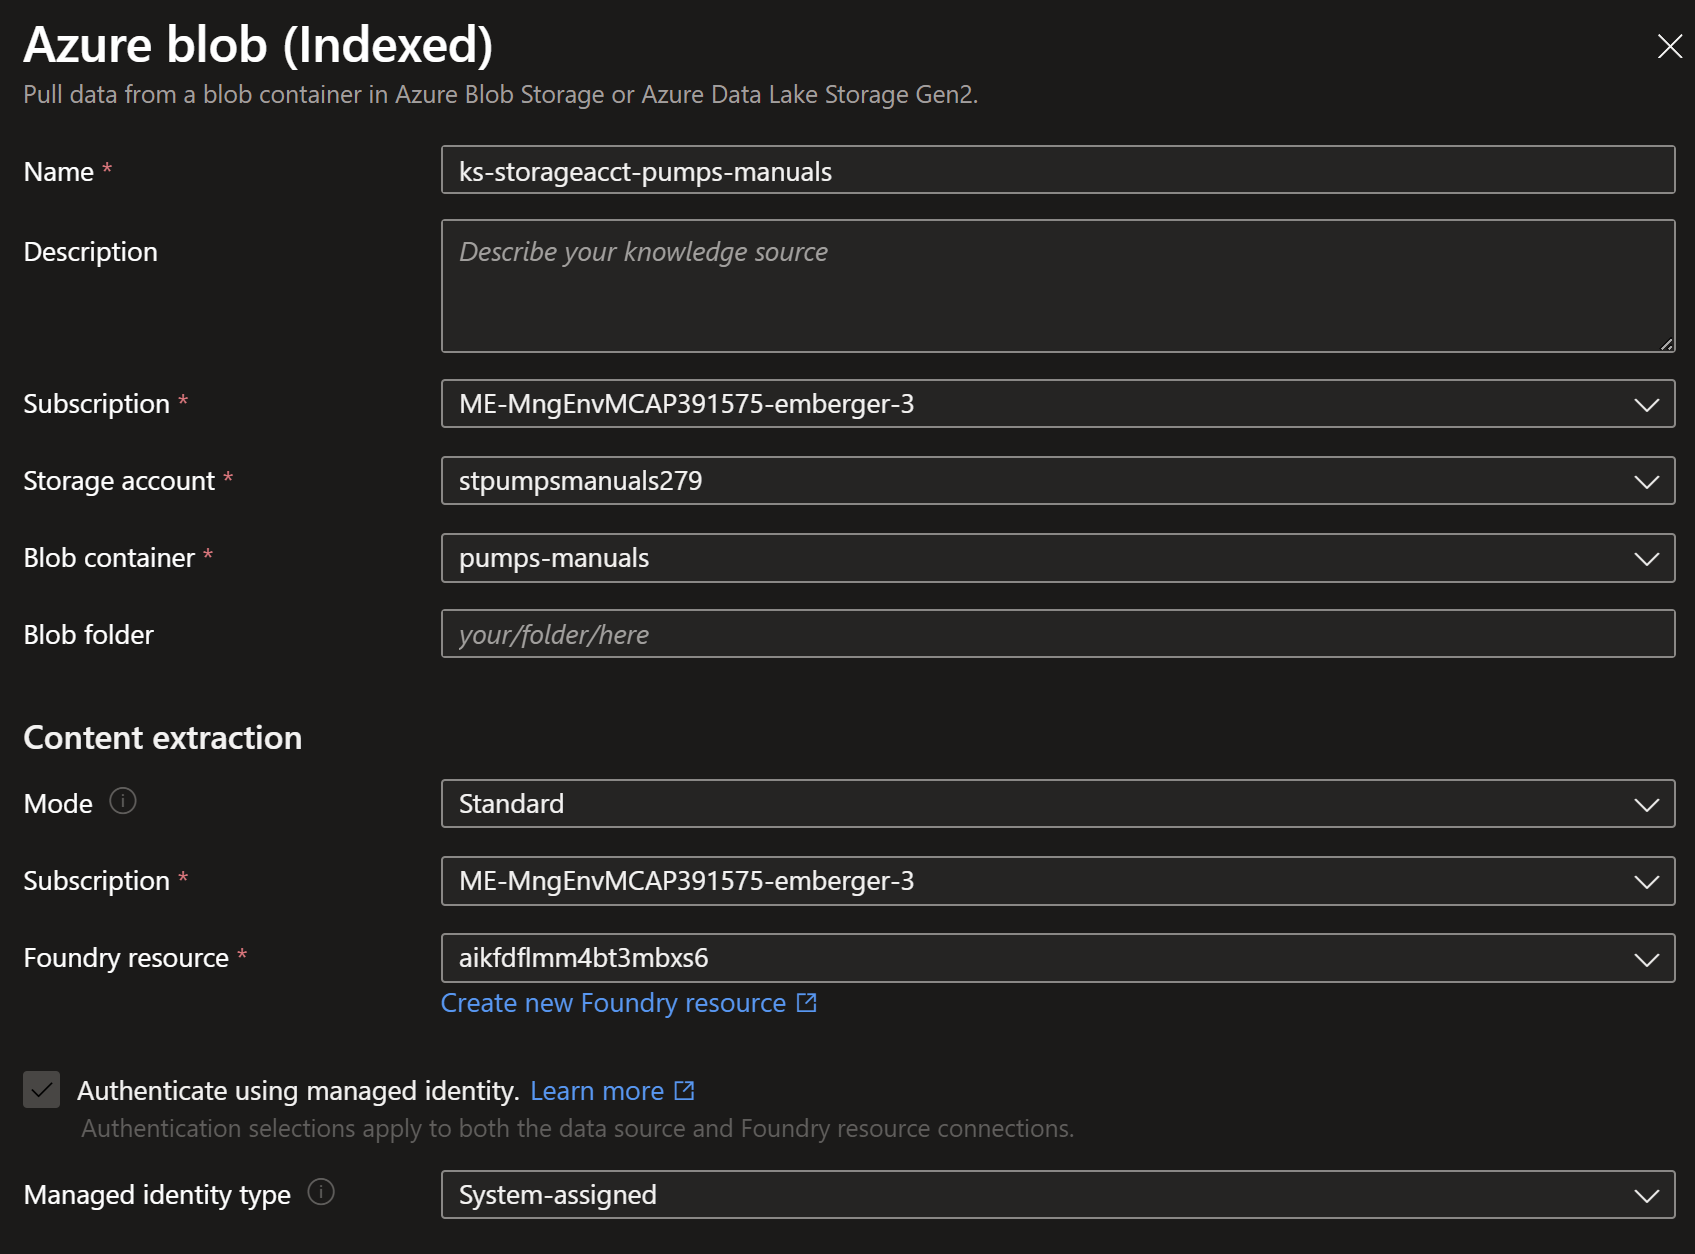 Azure blob (Indexed)
Pull data from a blob container in Azure Blob Storage or Azure Data Lake Storage Gen2.
Name * ks-storageacct-pumps-manuals
Description Describe your knowledge source
Subscription * ME-MngEnvMCAP391575-emberger-3
Storage account * stpumpsmanuals279
Blob container * pumps-manuals
Blob folder your/folder/here
Content extraction
Mode Standard
Subscription * ME-MngEnvMCAP391575-emberger-3
Foundry resource * aikfdflmm4bt3mbxs6
Create new Foundry resource
Authenticate using managed identity. Learn more
Authentication selections apply to both the data source and Foundry resource connections.
Managed identity type System-assigned